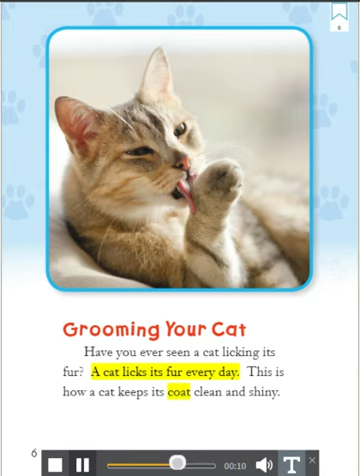 Grooming Your Cat
Have you ever seen a cat licking its
fur? A cat licks its fur every day. This is
how a cat keeps its coat clean and shiny.
6
00:10
T